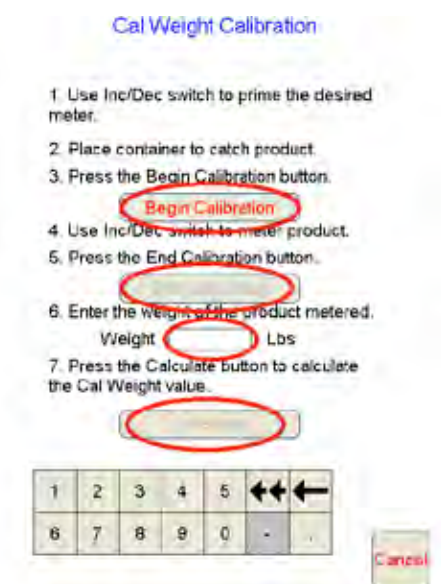 Cal Weight Calibration
1. Use Inc/Dec switch to prime the desired
meter.
2. Place container to catch product.
3. Press the Begin Calibration button.
Begin Calibration
4. Use Inc/Dec switch to meter product.
5. Press the End Calibration button.
6. Enter the weight of the product metered.
Weight Lbs
7. Press the Calculate button to calculate
the Cal Weight value.
1 2 3 4 5
6 7 8 9 0 - .
Cancel